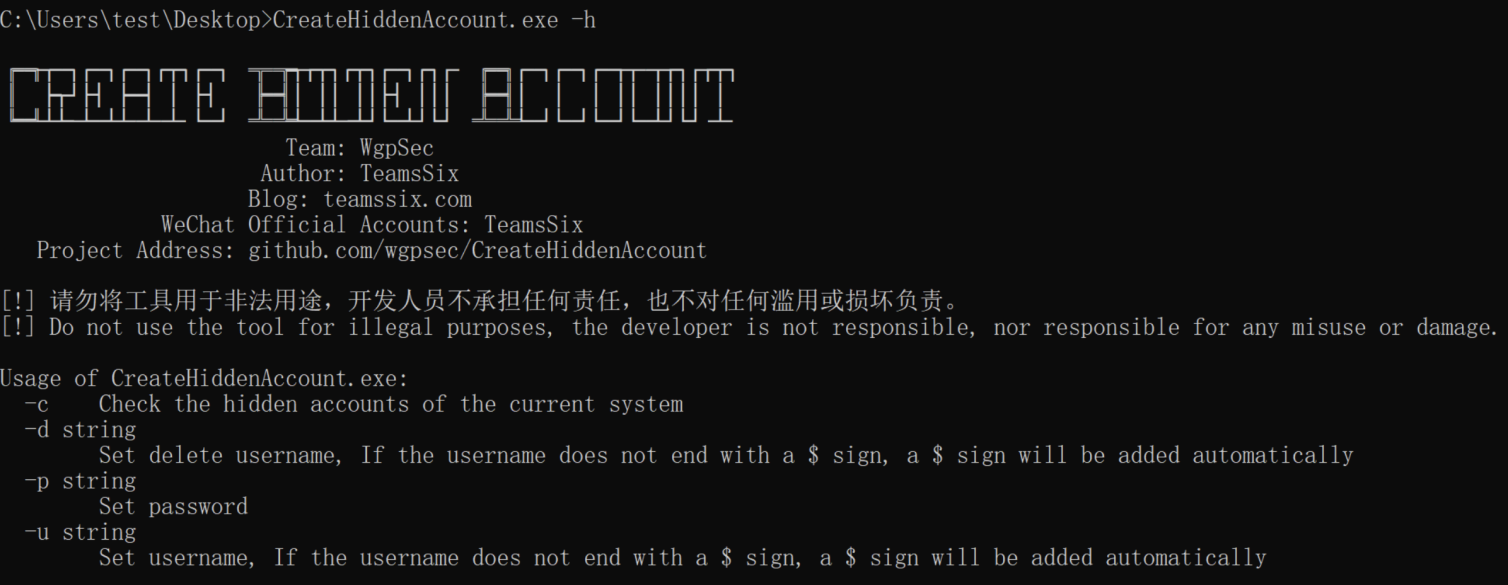 C:\Users\test\Desktop>CreateHiddenAccount.exe -h
CREATE HIDDEN ACCOUNT
Team: WgpSec
Author: TeamsSix
Blog: teamssix.com
WeChat Official Accounts: TeamsSix
Project Address: github.com/wgpsec/CreateHiddenAccount
[!] 请勿将工具用于非法用途，开发人员不承担任何责任，也不对任何滥用或损坏负责。
[!] Do not use the tool for illegal purposes, the developer is not responsible, nor responsible for any misuse or damage.
Usage of CreateHiddenAccount.exe:
-c Check the hidden accounts of the current system
-d string
Set delete username, If the username does not end with a $ sign, a $ sign will be added automatically
-p string
Set password
-u string
Set username, If the username does not end with a $ sign, a $ sign will be added automatically